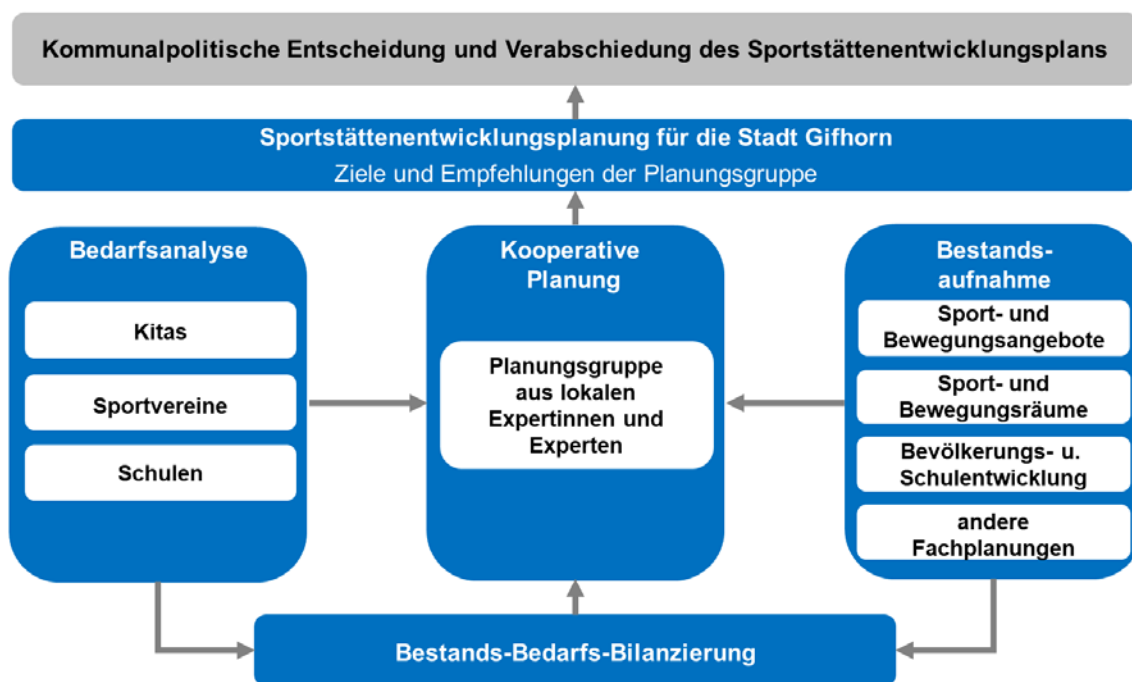 Kommunalpolitische Entscheidung und Verabschiedung des Sportstättenentwicklungsplans
Sportstättenentwicklungsplanung für die Stadt Gifhorn
Ziele und Empfehlungen der Planungsgruppe
Bedarfsanalyse
Kitas
Sportvereine
Schulen
Kooperative
Planung
Planungsgruppe
aus lokalen
Expertinnen und
Experten
Bestands-
aufnahme
Sport- und
Bewegungsangebote
Sport- und
Bewegungsräume
Bevölkerungs- u.
Schulentwicklung
andere
Fachplanungen
Bestands-Bedarfs-Bilanzierung